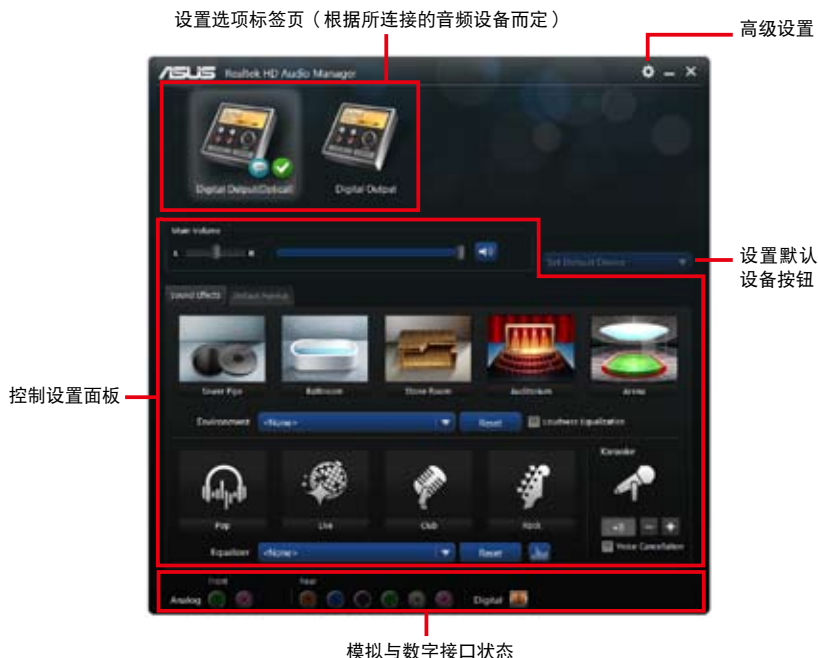 设置选项标签页（根据所连接的音频设备而定）
高级设置
ASUS Realtek HD Audio Manager
Digital Output(Optical)
Digital Output
Main Volume
L
R
Set Default Device
设置默认
设备按钮
Sound Effects
Default Format
控制设置面板
Sewer Pipe
Bathroom
Stone Room
Auditorium
Arena
Environment
<None>
Reset
Loudness Equalization
Karaoke
Pop
Live
Club
Rock
Equalizer
<None>
Reset
Voice Cancellation
Front
Rear
Analog
Digital
模拟与数字接口状态